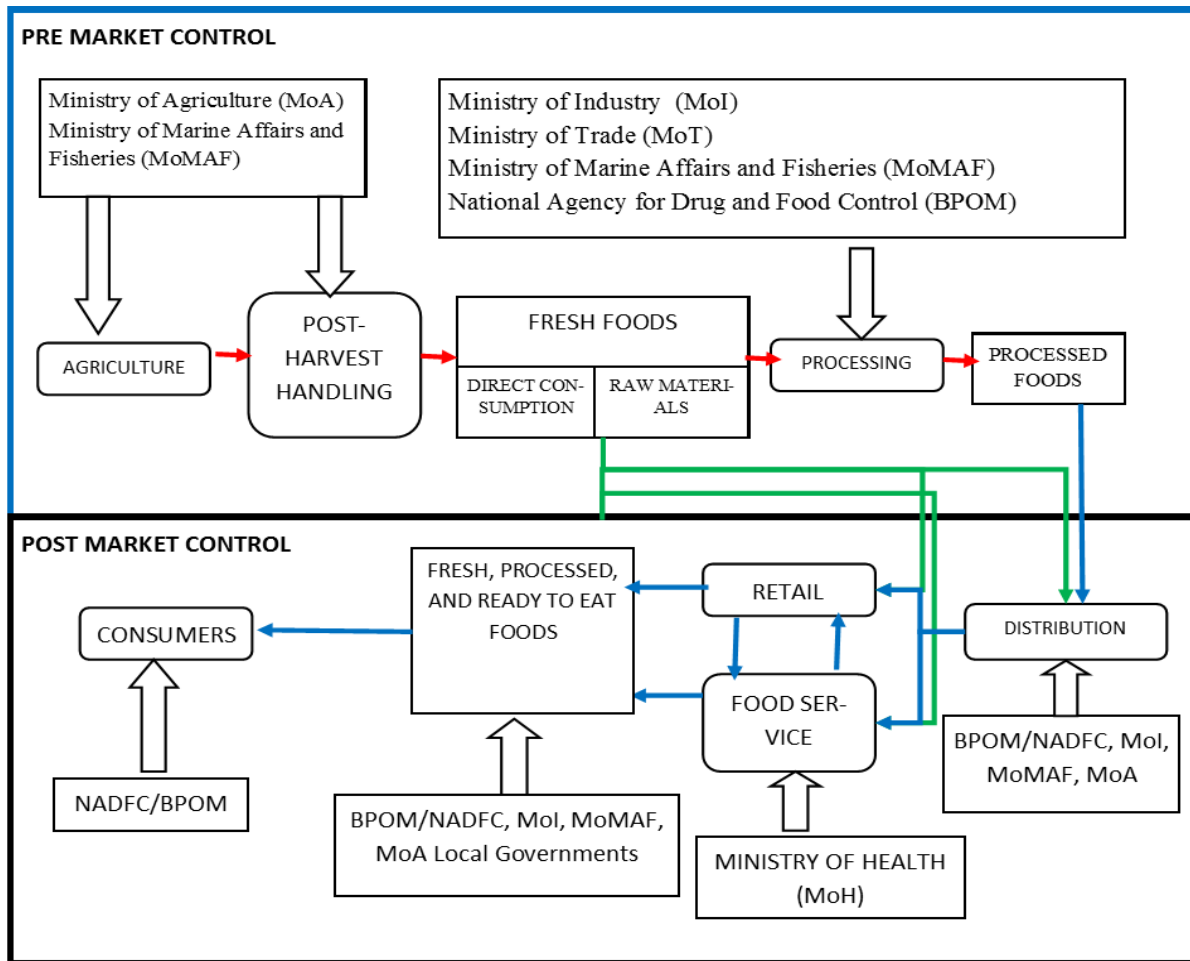 PRE MARKET CONTROL
Ministry of Agriculture (MoA)
Ministry of Marine Affairs and
Fisheries (MoMAF)
Ministry of Industry  (MoI)
Ministry of Trade (MoT)
Ministry of Marine Affairs and Fisheries (MoMAF)
National Agency for Drug and Food Control (BPOM)
AGRICULTURE
POST-
HARVEST
HANDLING
FRESH FOODS
DIRECT CON-
SUMPTION
RAW MATERI-
ALS
PROCESSING
PROCESSED
FOODS
POST MARKET CONTROL
CONSUMERS
FRESH, PROCESSED,
AND READY TO EAT
FOODS
RETAIL
FOOD SER-
VICE
DISTRIBUTION
NADFC/BPOM
BPOM/NADFC, MoI, MoMAF,
MoA Local Governments
MINISTRY OF HEALTH
(MoH)
BPOM/NADFC, MoI,
MoMAF, MoA